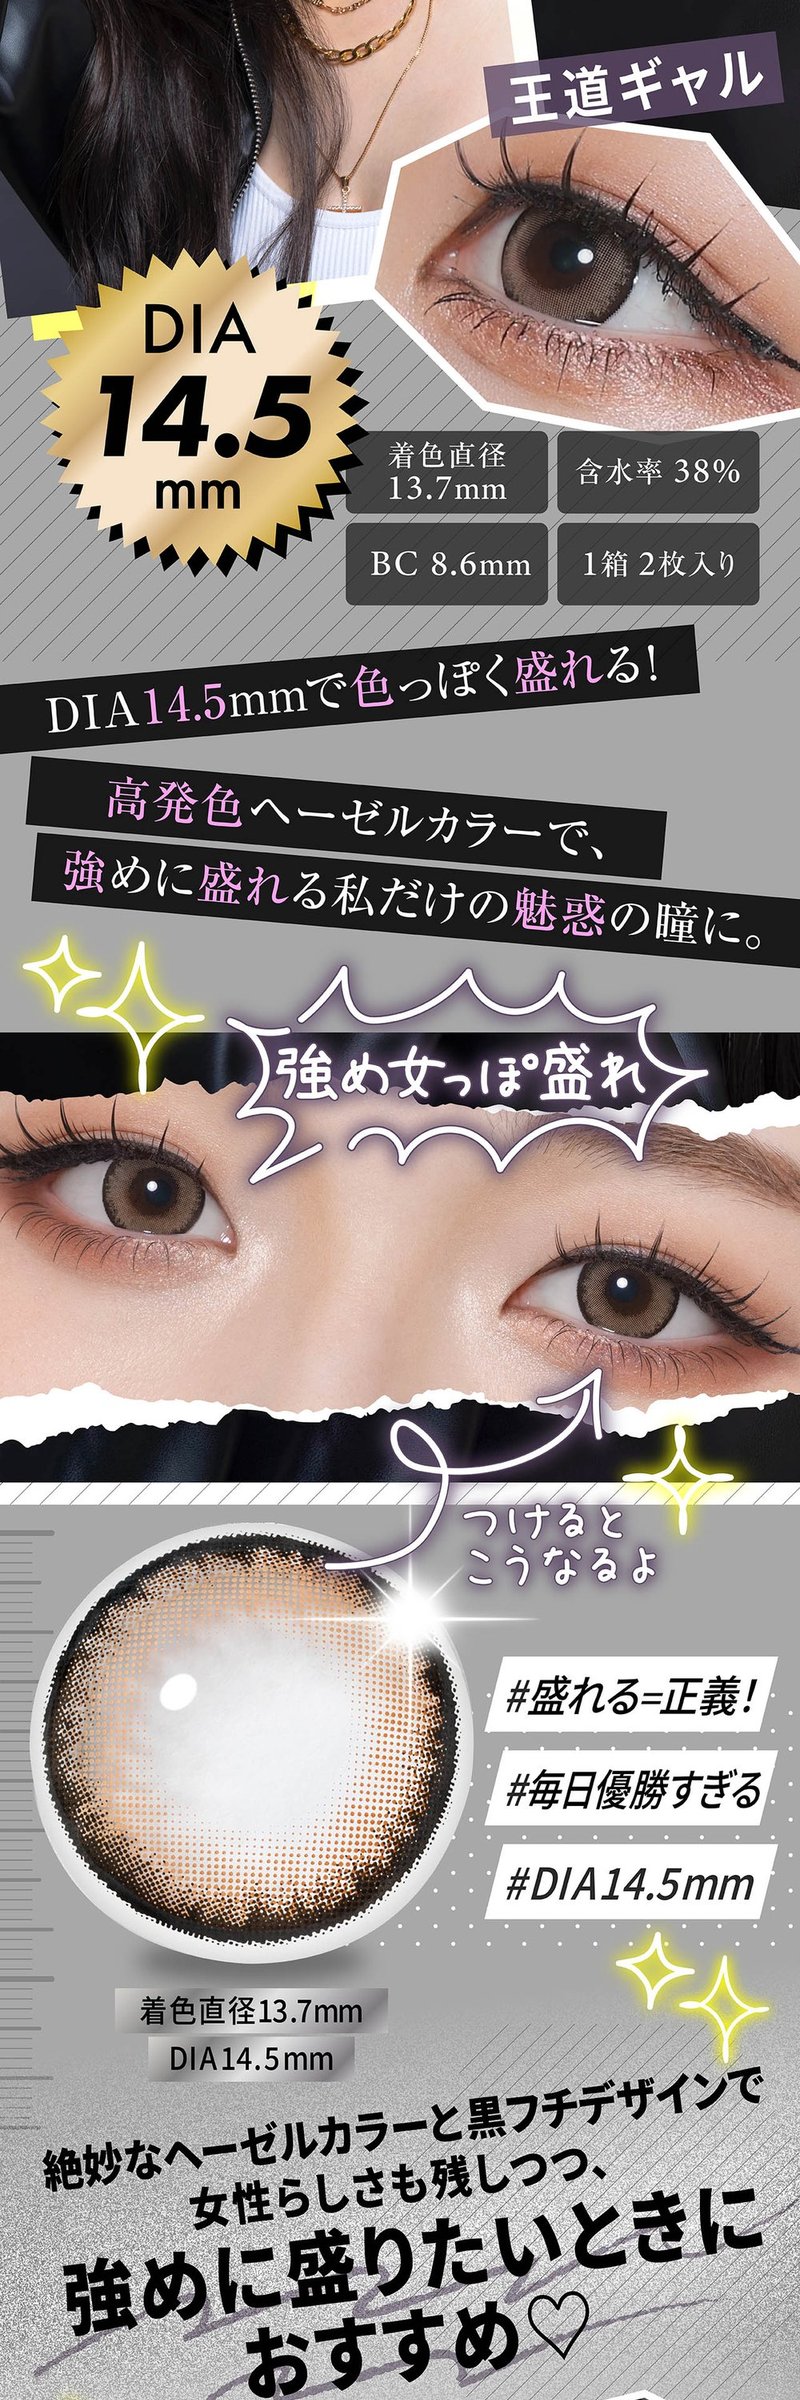 王道ギャル
DIA
14.5
mm
着色直径
13.7mm
含水率 38%
BC 8.6mm
1箱 2枚入り
DIA14.5mmで色っぽく盛れる!
高発色ヘーゼルカラーで、
強めに盛れる私だけの魅惑の瞳に。
強め女っぽ盛れ
つけると
こうなるよ
#盛れる=正義!
#毎日優勝すぎる
#DIA14.5mm
着色直径13.7mm
DIA14.5mm
絶妙なヘーゼルカラーと黒フチデザインで
女性らしさも残しつつ、
強めに盛りたいときに
おすすめ♡